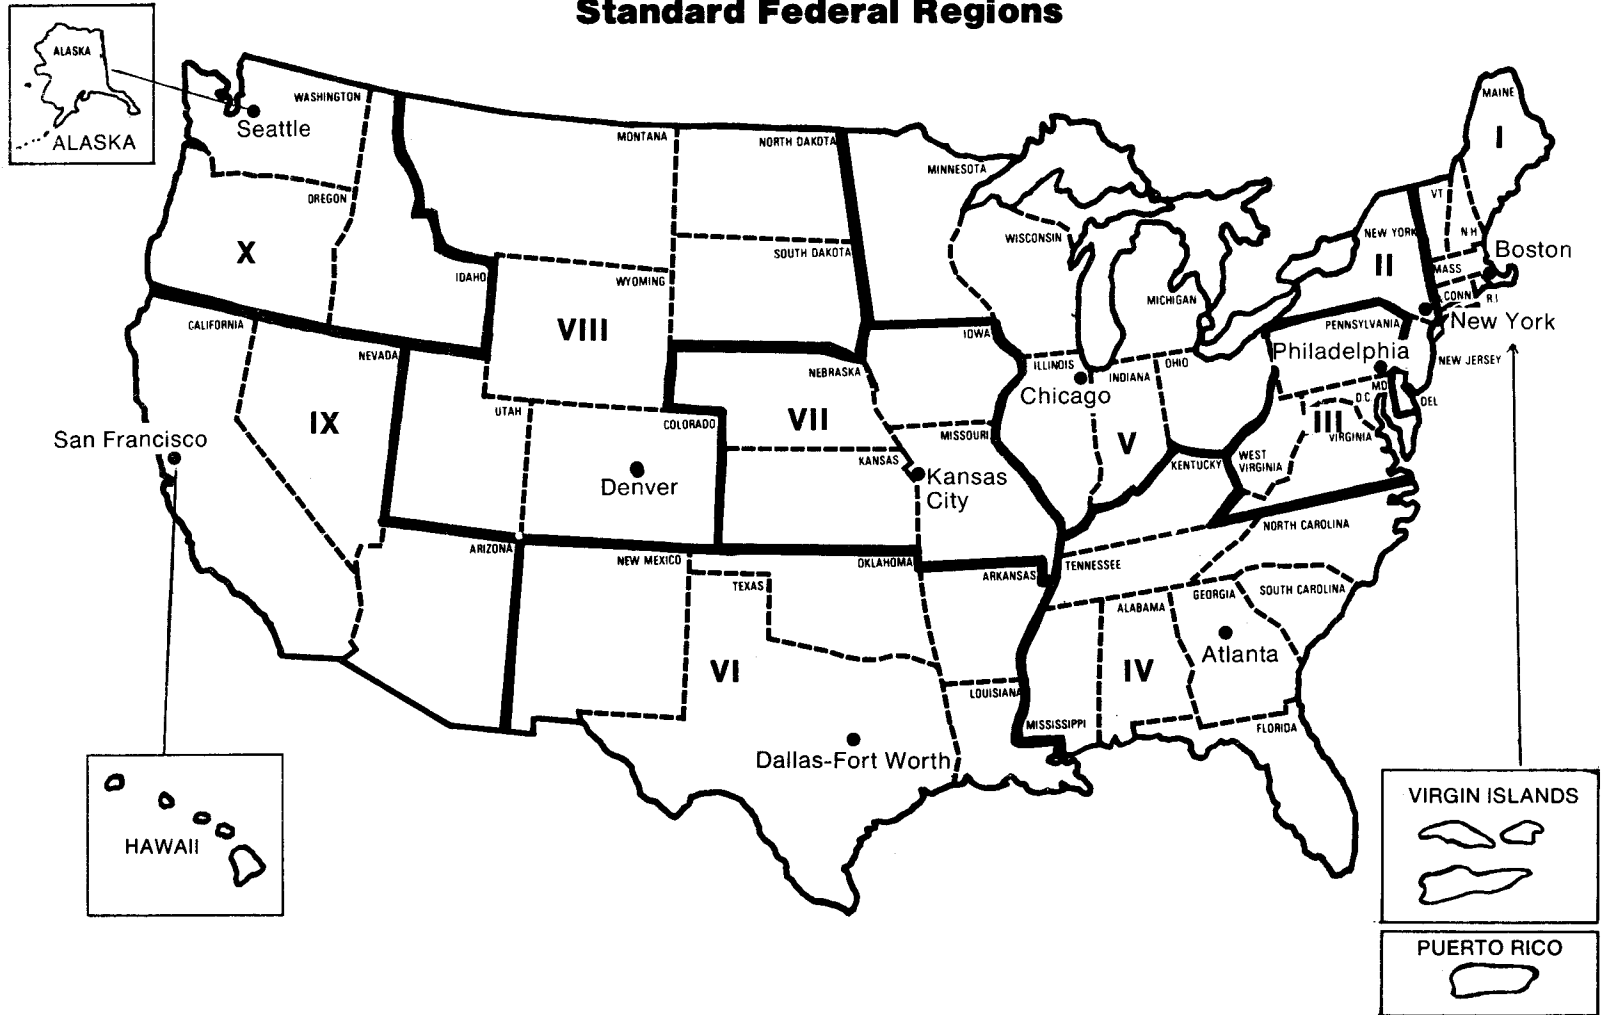 Standard Federal Regions
ALASKA
ALASKA
WASHINGTON
Seattle
OREGON
X
IDAHO
MONTANA
NORTH DAKOTA
SOUTH DAKOTA
WYOMING
VIII
MINNESOTA
WISCONSIN
MICHIGAN
MAINE
I
VT
N H
NEW YORK
II
Boston
MASS
CONN
R.I
New York
PENNSYLVANIA
Philadelphia
NEW JERSEY
MD
D.C.
DEL
III
VIRGINIA
WEST
VIRGINIA
CALIFORNIA
NEVADA
IX
San Francisco
UTAH
COLORADO
Denver
NEBRASKA
VII
KANSAS
IOWA
MISSOURI
Kansas
City
ILLINOIS
Chicago
INDIANA
OHIO
V
KENTUCKY
ARIZONA
NEW MEXICO
TEXAS
OKLAHOMA
ARKANSAS
VI
LOUISIANA
Dallas-Fort Worth
TENNESSEE
NORTH CAROLINA
SOUTH CAROLINA
GEORGIA
ALABAMA
Atlanta
IV
MISSISSIPPI
FLORIDA
HAWAII
VIRGIN ISLANDS
PUERTO RICO